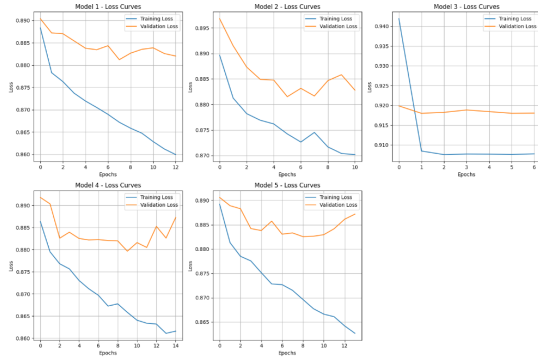 Model 1 - Loss Curves
Training Loss
Validation Loss
0.890
0.885
0.880
0.875
0.870
0.865
0.860
Loss
0 2 4 6 8 10 12
Epochs
Model 2 - Loss Curves
Training Loss
Validation Loss
0.895
0.890
0.885
0.880
0.875
0.870
Loss
0 2 4 6 8 10
Epochs
Model 3 - Loss Curves
Training Loss
Validation Loss
0.940
0.935
0.930
0.925
0.920
0.915
0.910
Loss
0 1 2 3 4 5 6
Epochs
Model 4 - Loss Curves
Training Loss
Validation Loss
0.890
0.885
0.880
0.875
0.870
0.865
0.860
Loss
0 2 4 6 8 10 12 14
Epochs
Model 5 - Loss Curves
Training Loss
Validation Loss
0.890
0.885
0.880
0.875
0.870
0.865
Loss
0 2 4 6 8 10 12
Epochs